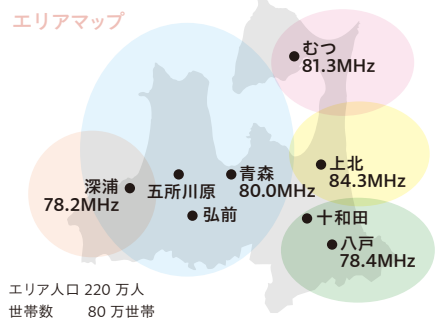 エリアマップ
むつ
81.3MHz
上北
84.3MHz
青森
80.0MHz
五所川原
弘前
深浦
78.2MHz
十和田
八戸
78.4MHz
エリア人口 220 万人
世帯数 80 万世帯